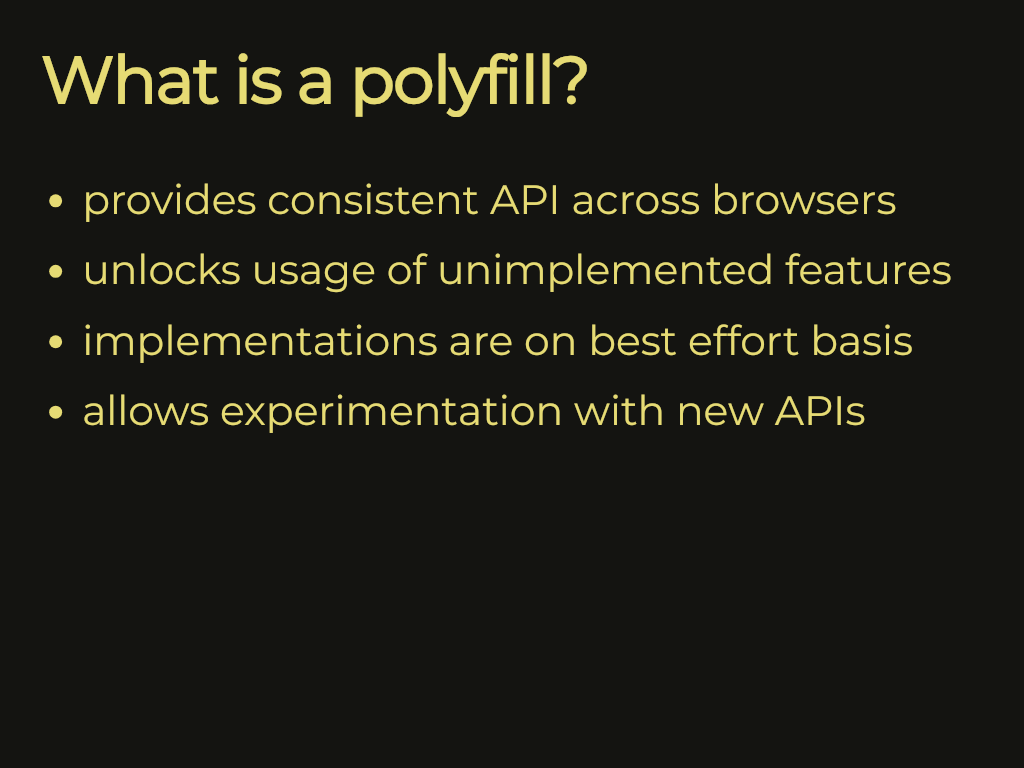 What is a polyfill?
• provides consistent API across browsers
• unlocks usage of unimplemented features
• implementations are on best effort basis
• allows experimentation with new APIs